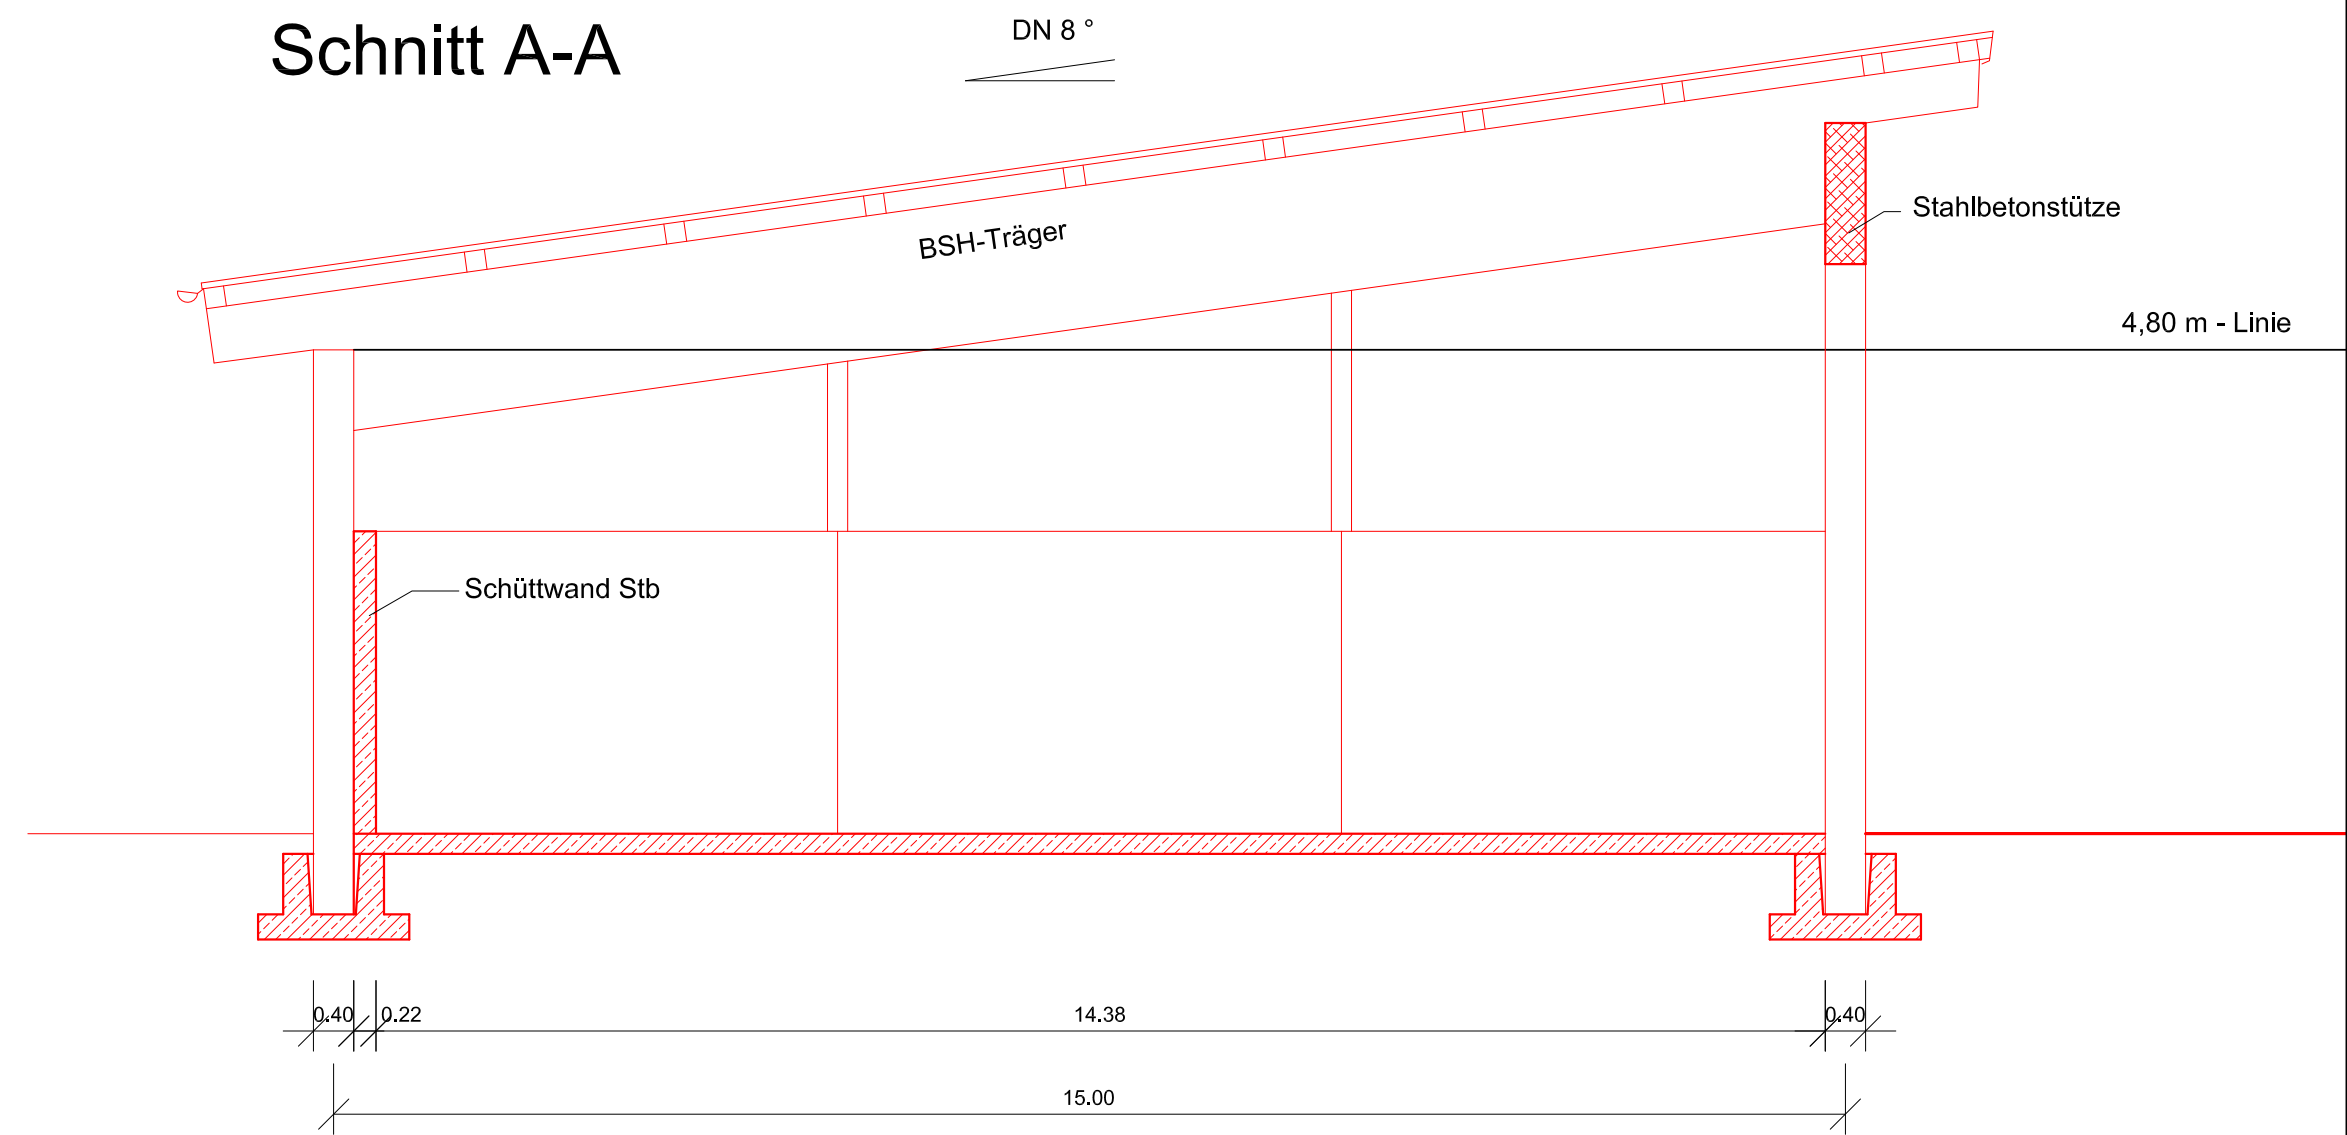 Schnitt A-A
DN 8 °
BSH-Träger
Stahlbetonstütze
4,80 m - Linie
Schüttwand Stb
0.40
0.22
14.38
0.40
15.00